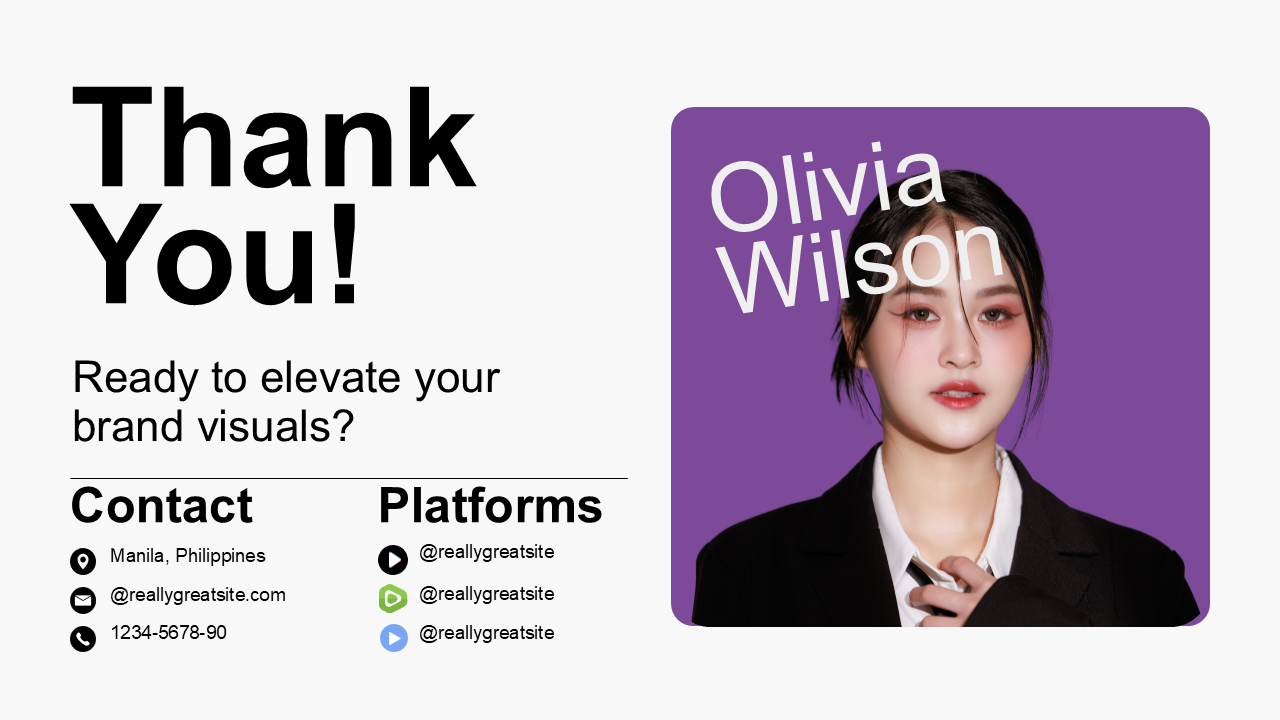 Thank
You!
Ready to elevate your
brand visuals?
Contact
Manila, Philippines
@reallygreatsite.com
1234-5678-90
Platforms
@reallygreatsite
@reallygreatsite
@reallygreatsite
Olivia
Wilson